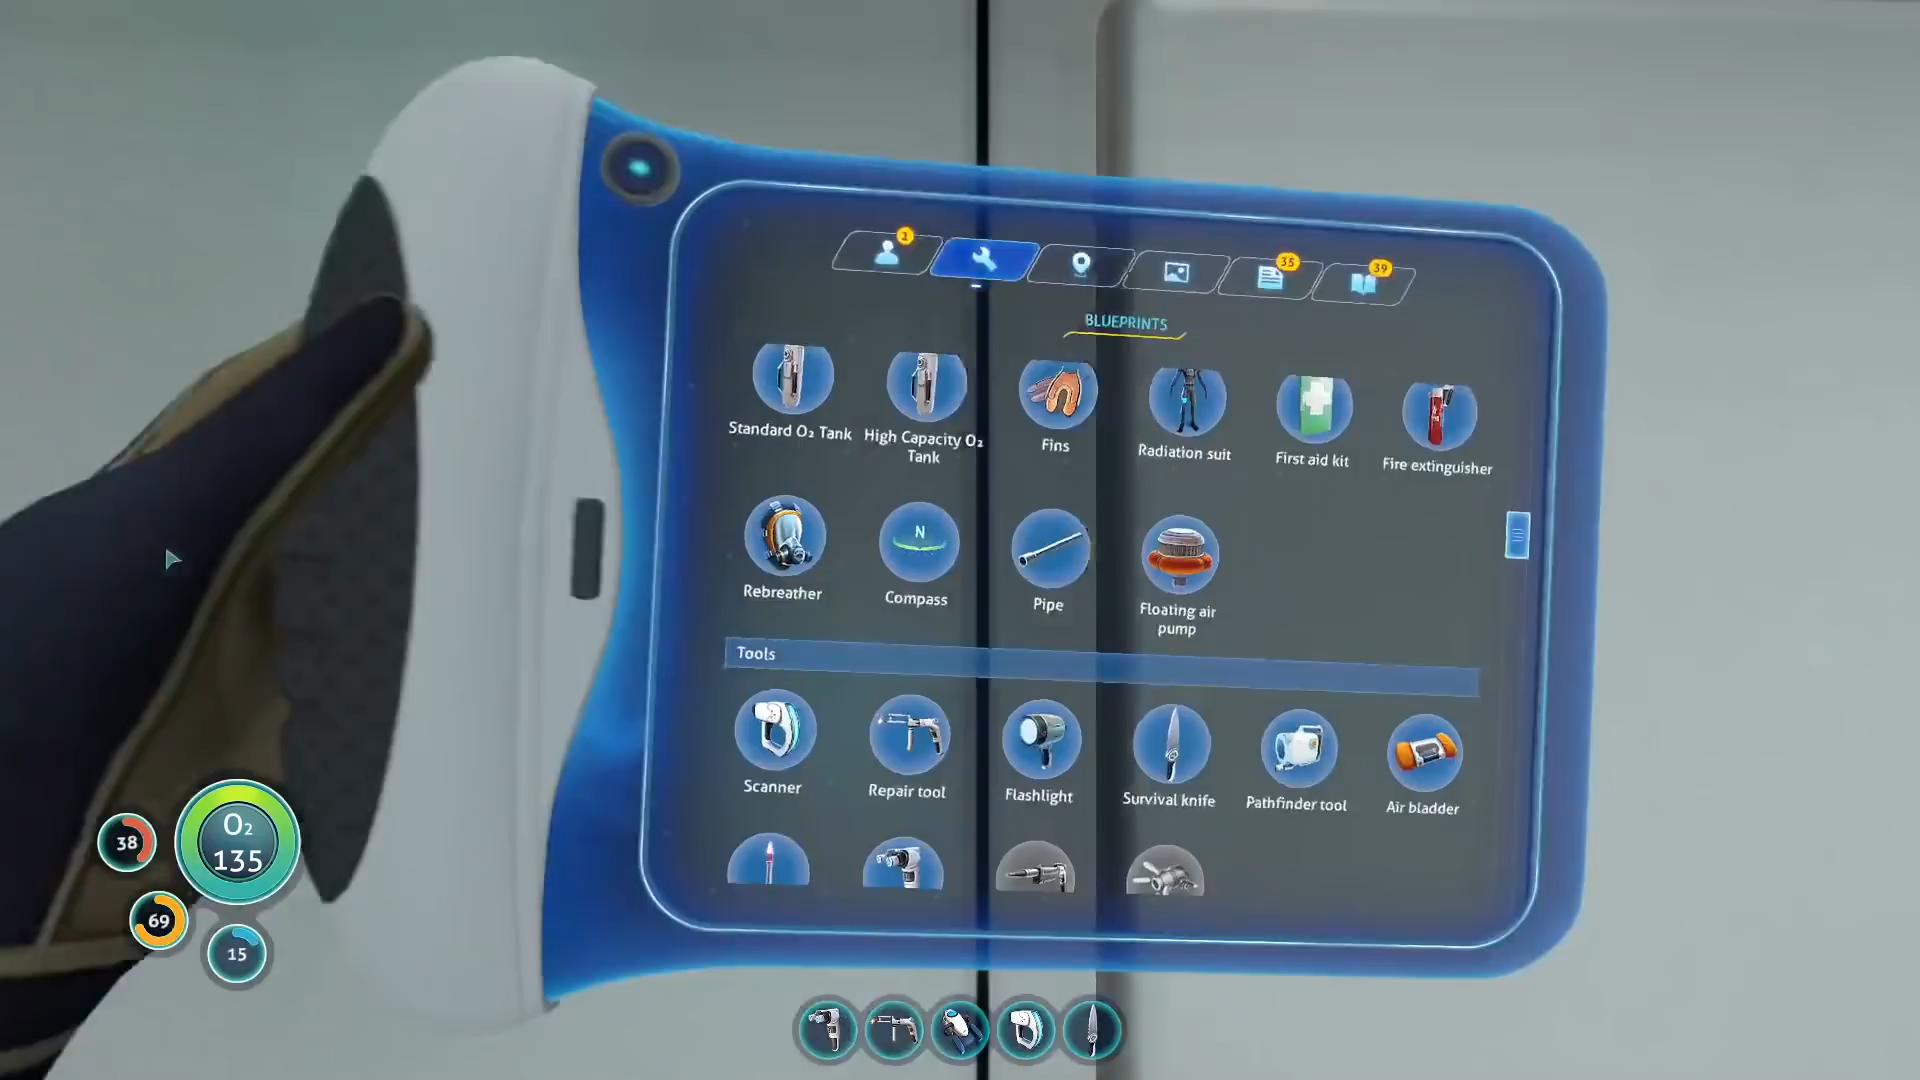 1
35
39
BLUEPRINTS
Standard O₂ Tank
High Capacity O₂
Tank
Fins
Radiation suit
First aid kit
Fire extinguisher
N
Rebreather
Compass
Pipe
Floating air
pump
Tools
Scanner
Repair tool
Flashlight
Survival knife
Pathfinder tool
Air bladder
38
O₂
135
69
15